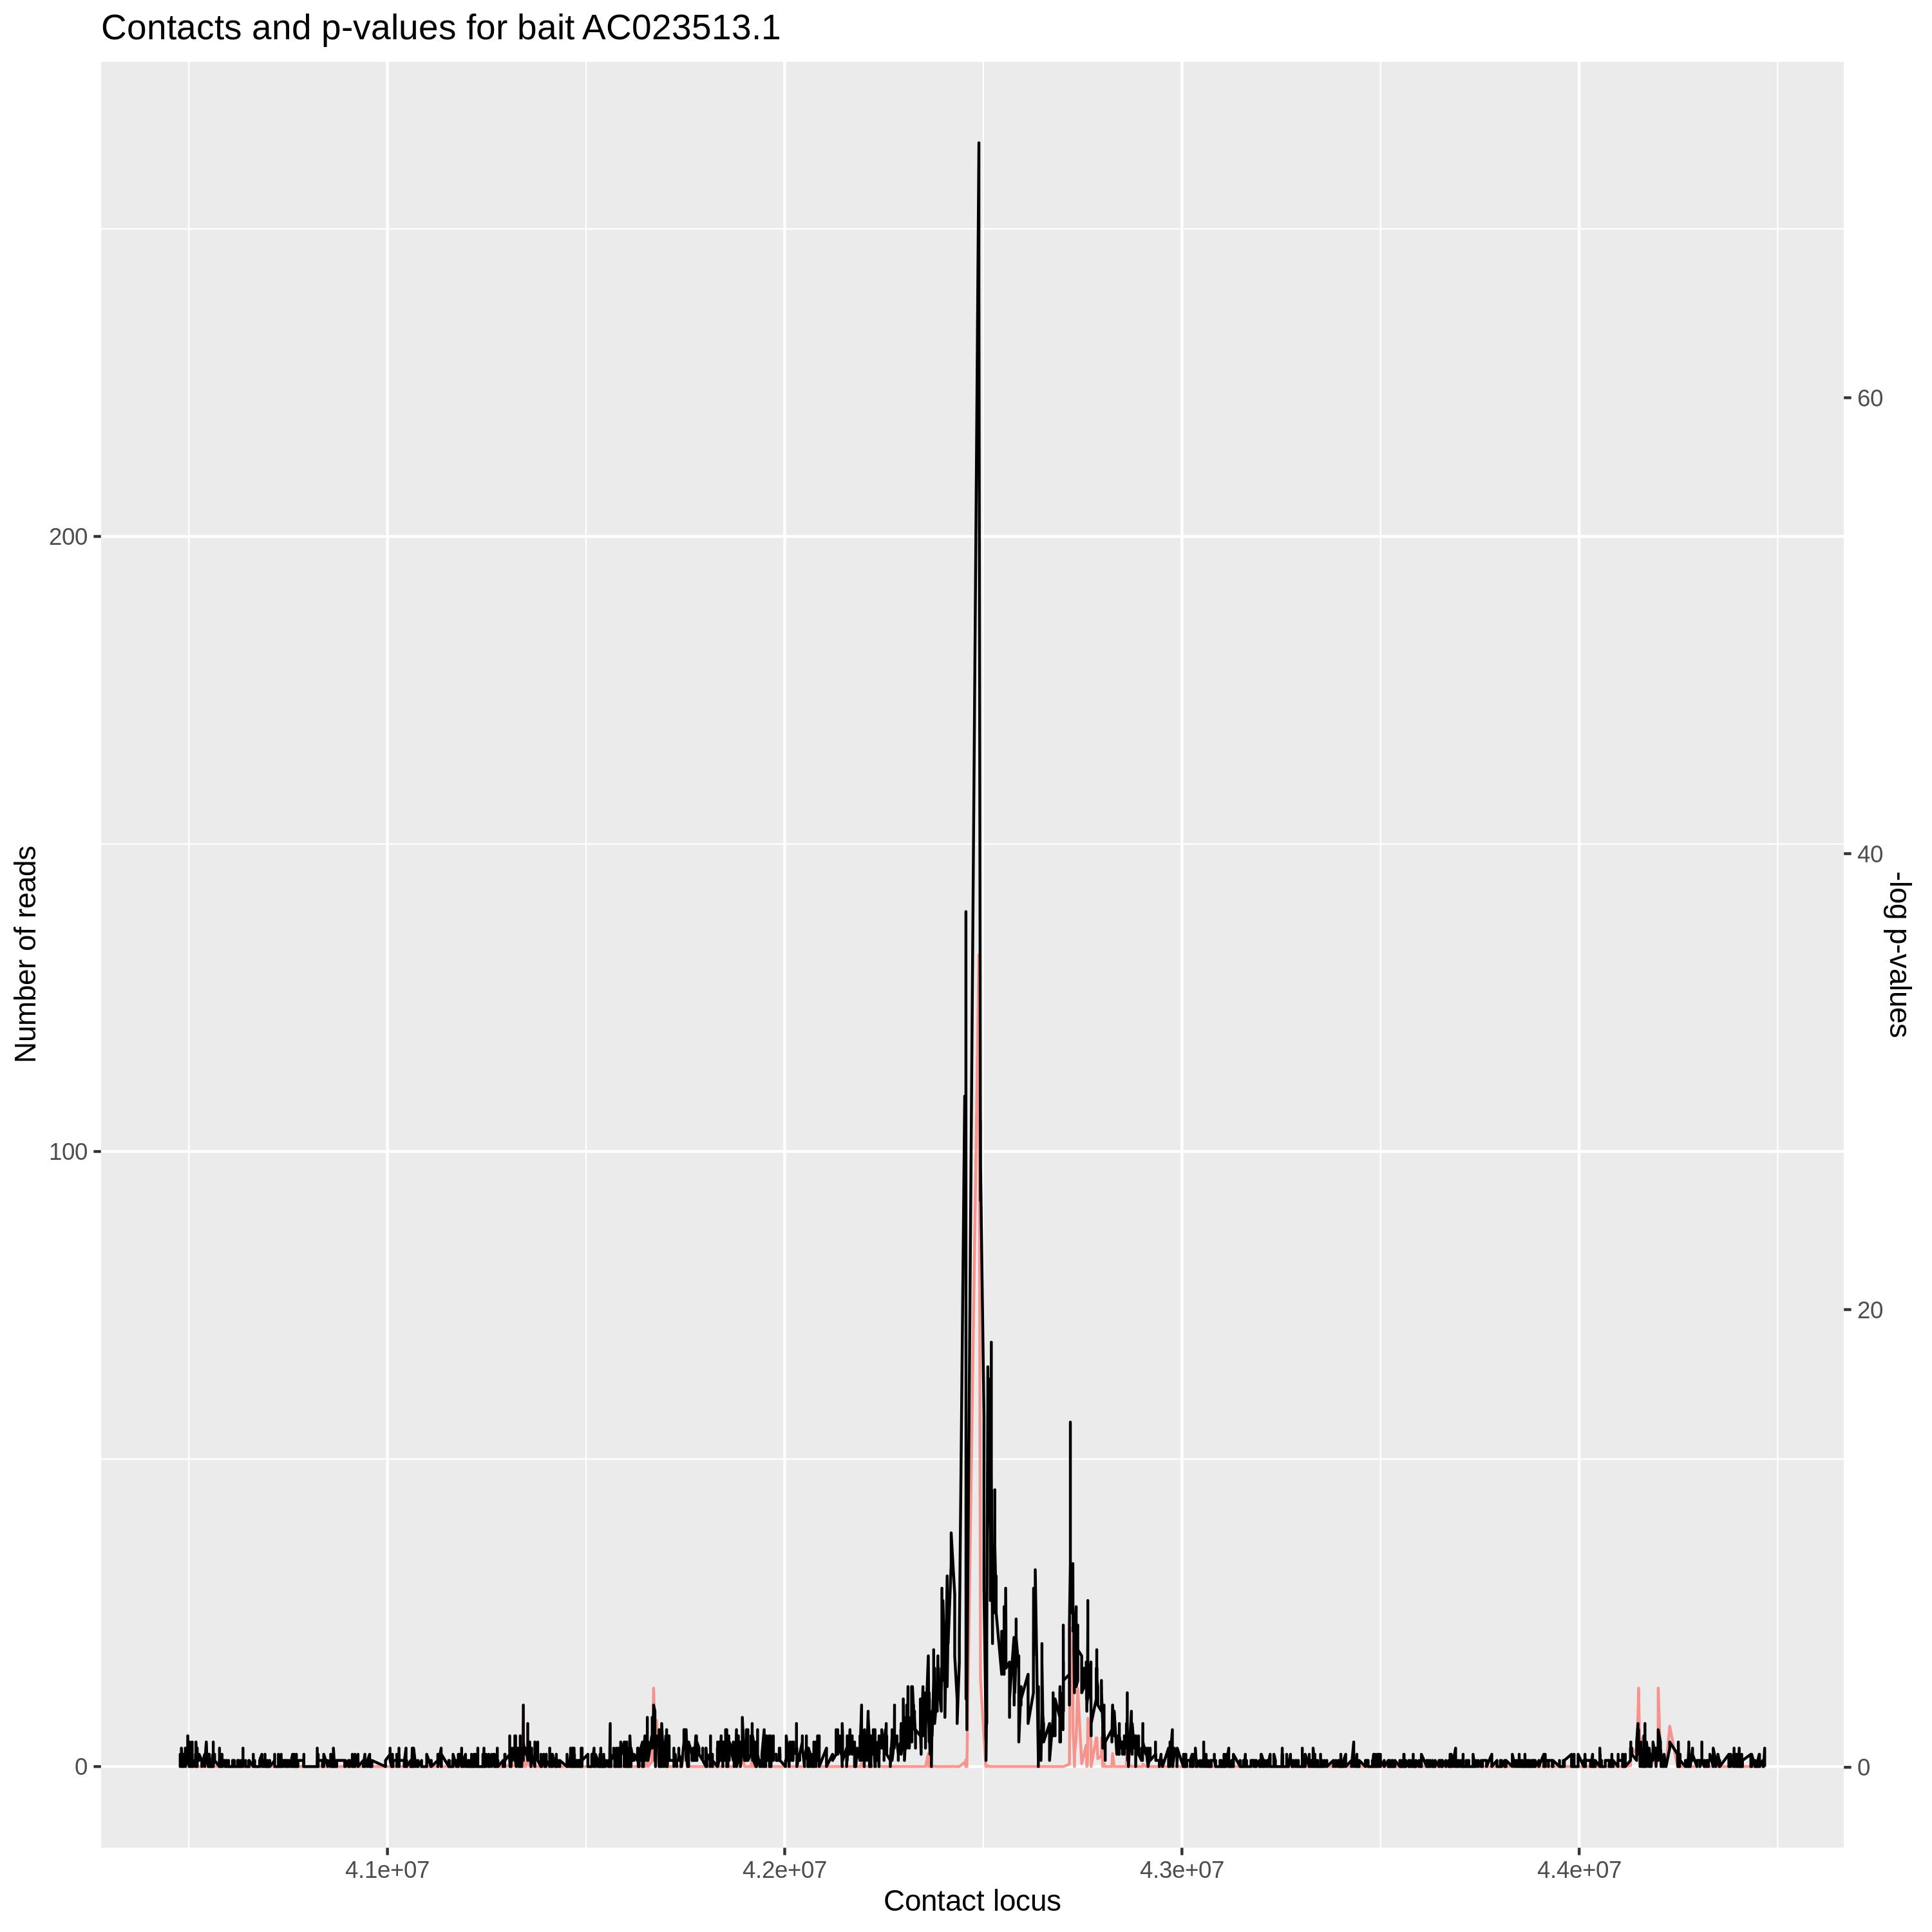 Contacts and p-values for bait AC023513.1
Number of reads
200
100
0
60
40
20
0
-log p-values
4.1e+07
4.2e+07
4.3e+07
4.4e+07
Contact locus